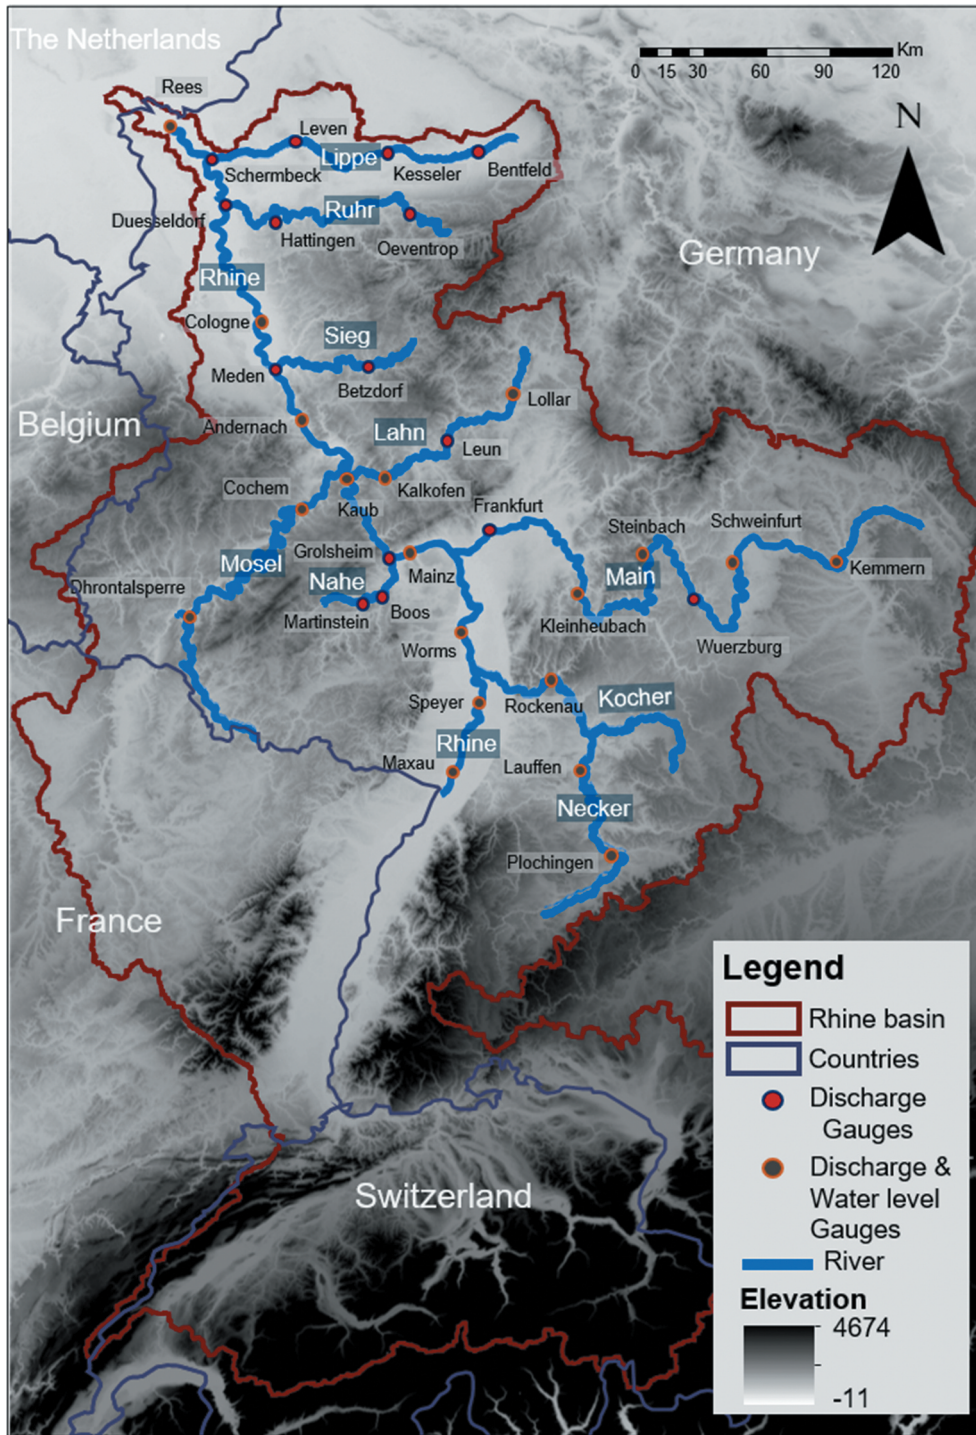 The Netherlands
Km
0 15 30 60 90 120
Rees
N
Leven
Lippe
Schermbeck
Kesseler
Bentfeld
Duesseldorf
Ruhr
Hattingen
Oeventrop
Germany
Rhine
Cologne
Sieg
Meden
Betzdorf
Lollar
Belgium
Andernach
Lahn
Leun
Cochem
Kalkofen
Kaub
Frankfurt
Steinbach
Schweinfurt
Grolsheim
Mosel
Mainz
Main
Kemmern
Dhrontalsperre
Nahe
Martinstein
Boos
Kleinheubach
Wuerzburg
Worms
Speyer
Rockenau
Kocher
Rhine
Maxau
Lauffen
Necker
Plochingen
France
Switzerland
Legend
Rhine basin
Countries
Discharge
Gauges
Discharge &
Water level
Gauges
River
Elevation
4674
-11